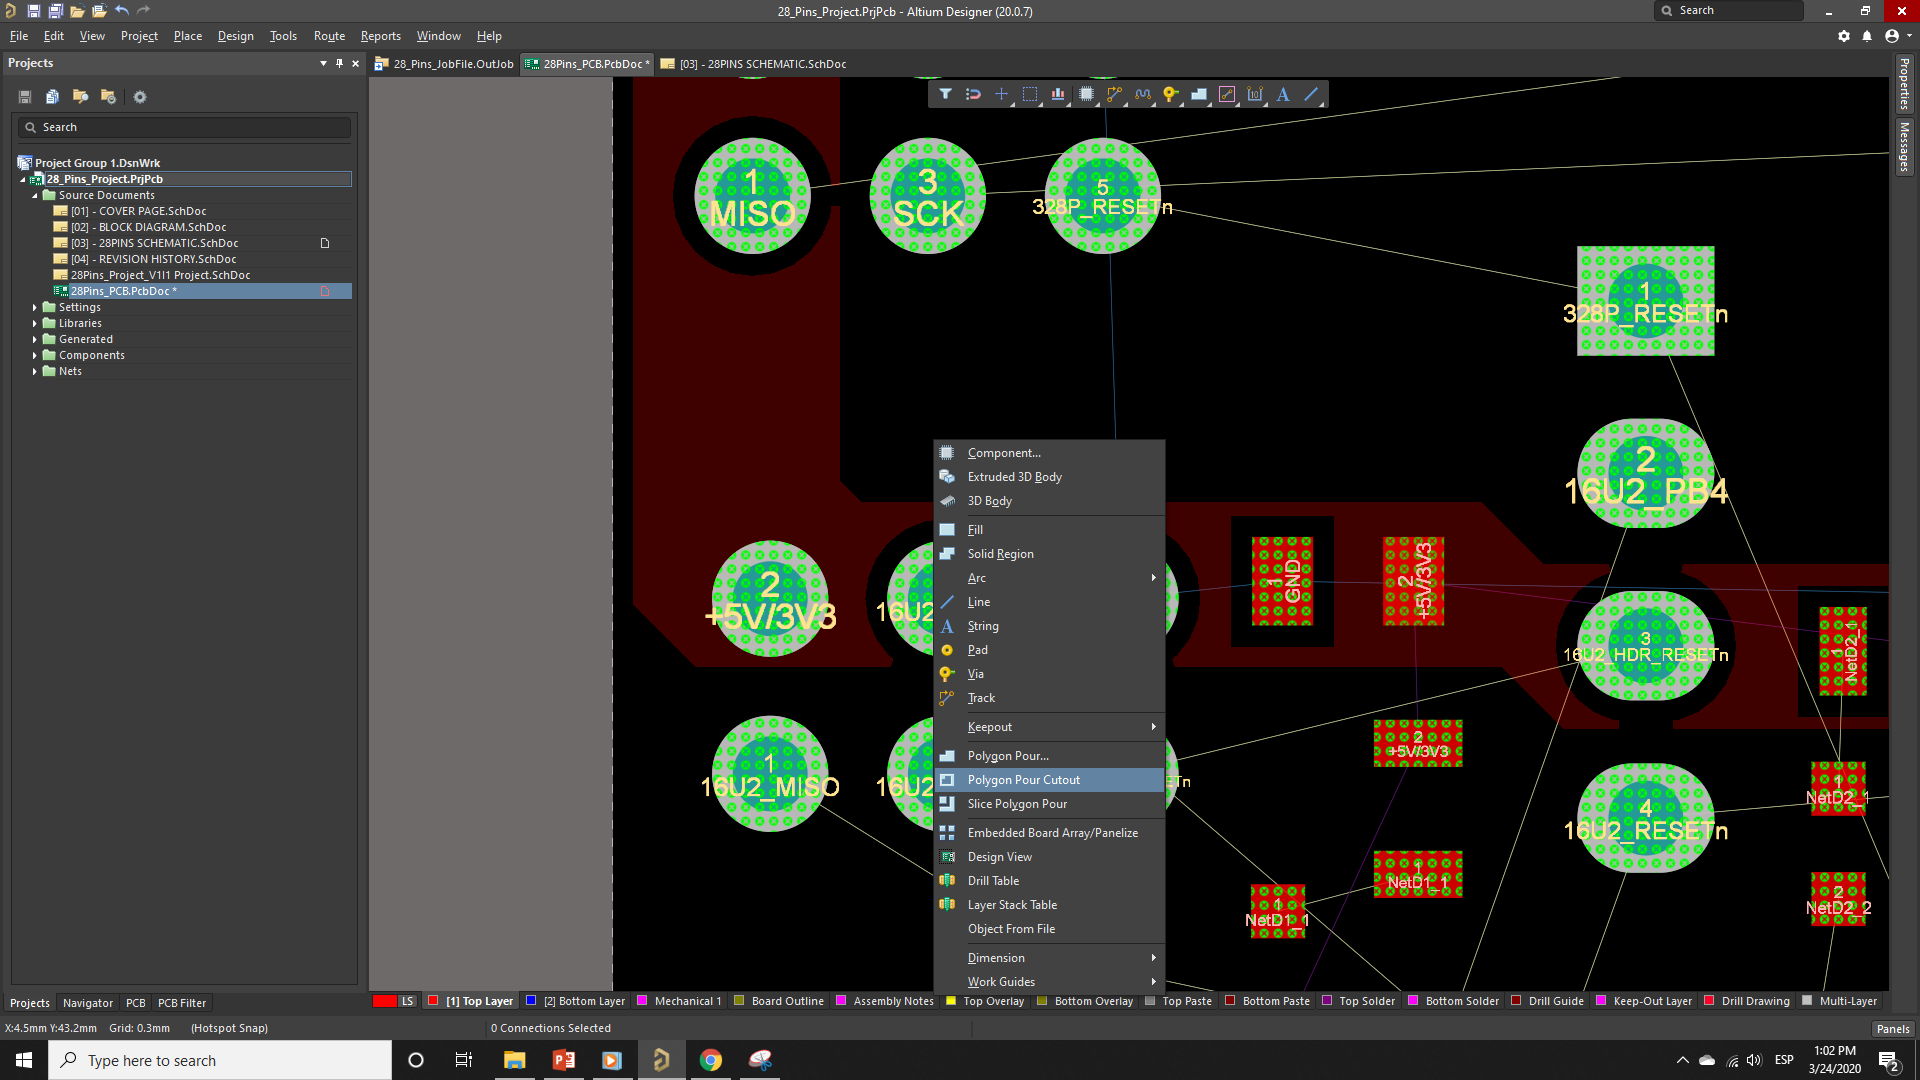 28_Pins_Project.PrjPcb - Altium Designer (20.0.7)
Search
File Edit View Project Place Design Tools Route Reports Window Help
Projects
28_Pins_JobFile.OutJob
28Pins_PCB.PcbDoc *
[03] - 28PINS SCHEMATIC.SchDoc
Search
Project Group 1.DsnWrk
28_Pins_Project.PrjPcb
Source Documents
[01] - COVER PAGE.SchDoc
[02] - BLOCK DIAGRAM.SchDoc
[03] - 28PINS SCHEMATIC.SchDoc
[04] - REVISION HISTORY.SchDoc
28Pins_Project_V1I1 Project.SchDoc
28Pins_PCB.PcbDoc *
Settings
Libraries
Generated
Components
Nets
Properties
Messages
1
MISO
3
SCK
5
328P_RESETn
1
328P_RESETn
2
16U2_PB4
3
16U2_HDR_RESETn
4
16U2_RESETn
2
+5V/3V3
16U2
1
16U2_MISO
16U2
1
GND
2
+5V/3V3
2
+5V/3V3
1
NetD1_1
1
NetD1_1
1
NetD2_1
1
NetD2_1
2
NetD2_2
Component...
Extruded 3D Body
3D Body
Fill
Solid Region
Arc
Line
String
Pad
Via
Track
Keepout
Polygon Pour...
Polygon Pour Cutout
Slice Polygon Pour
Embedded Board Array/Panelize
Design View
Drill Table
Layer Stack Table
Object From File
Dimension
Work Guides
Projects Navigator PCB PCB Filter
LS [1] Top Layer [2] Bottom Layer Mechanical 1 Board Outline Assembly Notes Top Overlay Bottom Overlay Top Paste Bottom Paste Top Solder Bottom Solder Drill Guide Keep-Out Layer Drill Drawing Multi-Layer
X:4.5mm Y:43.2mm Grid: 0.3mm (Hotspot Snap)
0 Connections Selected
Panels
Type here to search
ESP
1:02 PM
3/24/2020
2